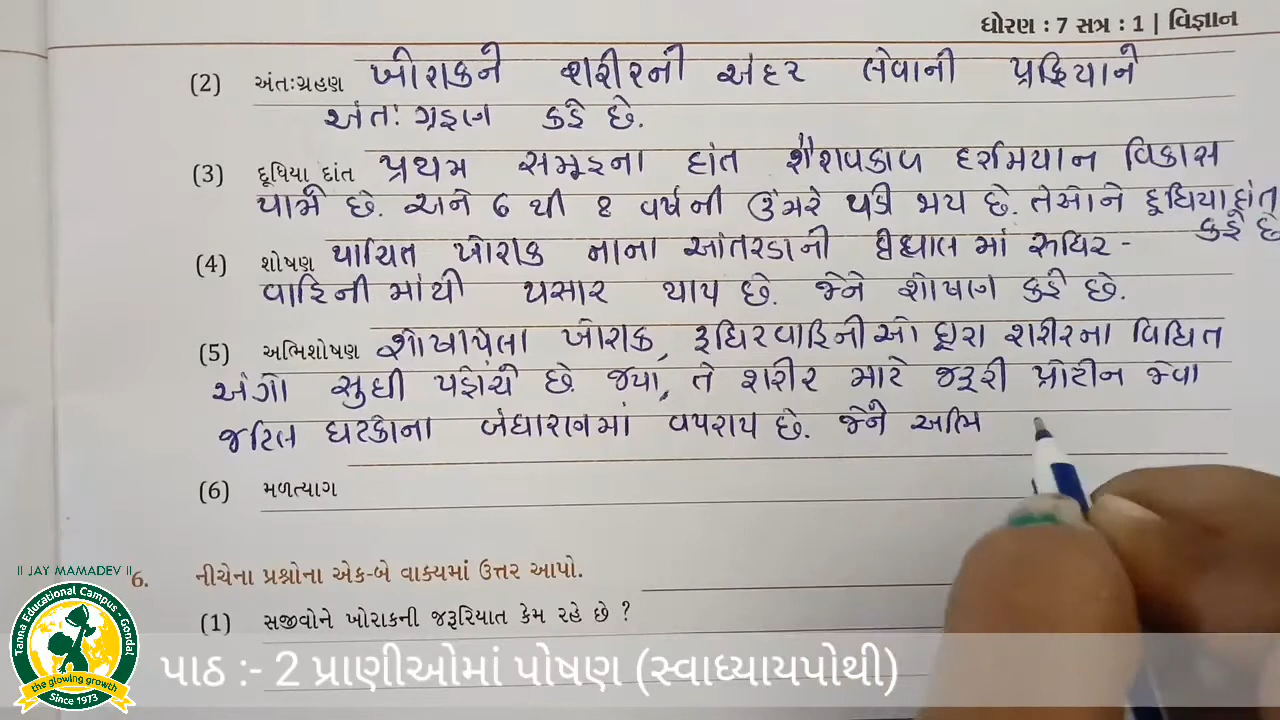 ધોરણ : 7 સત્ર : 1 | વિજ્ઞાન
(2) અંતઃગ્રહણ ખોરાકને શરીરની અંદર લેવાની પ્રક્રિયાને
અંતઃ ગ્રહણ કહે છે.
(3) દૂધિયા દાંત પ્રથમ સમૂહના દાંત શૈશવકાળ દરમિયાન વિકાસ
પામે છે. અને 6 થી 8 વર્ષની ઉંમરે પડી જાય છે. તેઓને દૂધિયા દાંત
કહે છે
(4) શોષણ પાચિત ખોરાક નાના આંતરડાની દીવાલ માં રુધિર -
વાહિની માંથી પસાર થાય છે. જેને શોષાણ કહે છે.
(5) અભિશોષણ શોષાયેલા ખોરાક, રૂધિરવાહિનીઓ દ્વારા શરીરના વિધિત
અંગો સુધી પહોંચે છે. જયા, તે શરીર માટે જરૂરી પ્રોટીન જેવા
જટિલ ઘટકોના બંધારણમાં વપરાય છે. જેને અભિ
(6) મળત્યાગ
6. નીચેના પ્રશ્નોના એક-બે વાક્યમાં ઉત્તર આપો.
(1) સજીવોને ખોરાકની જરૂરિયાત કેમ રહે છે ?
II JAY MAMADEV II
Tanna Educational Campus - Gondal
the glowing growth
Since 1973
પાઠ :- 2 પ્રાણીઓમાં પોષણ (સ્વાધ્યાયપોથી)